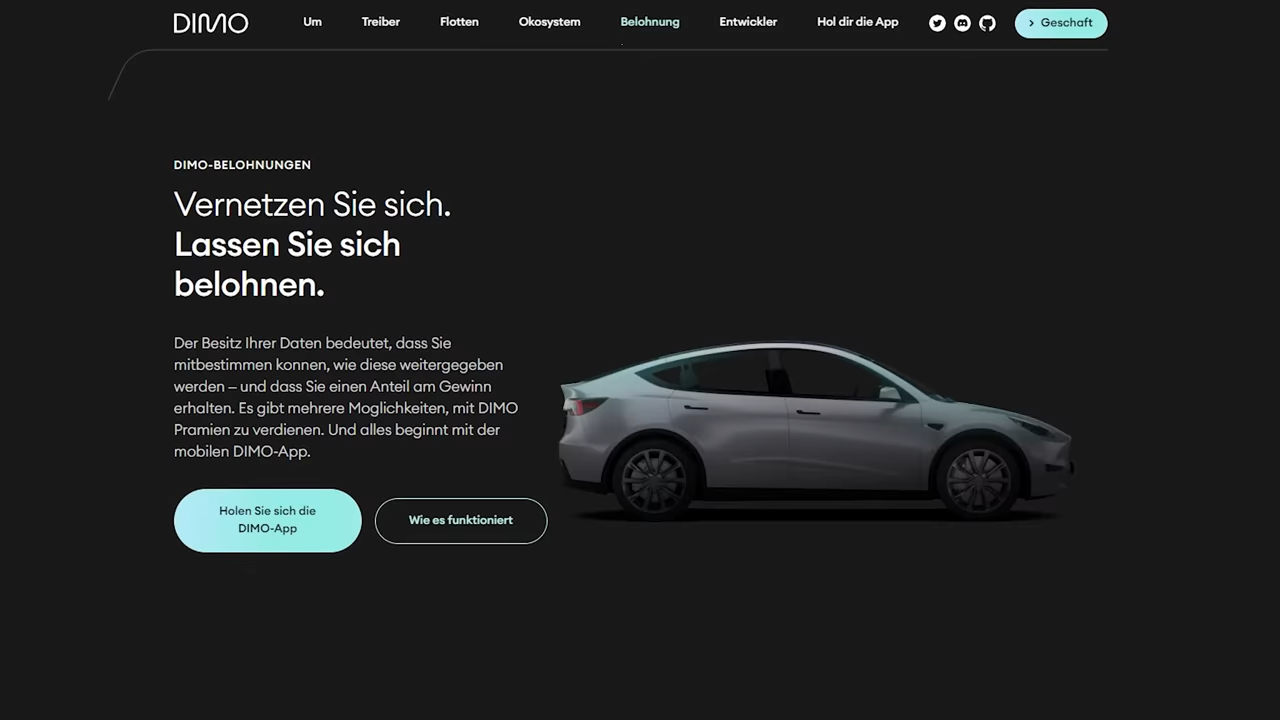 DIMO
Um
Treiber
Flotten
Okosystem
Belohnung
Entwickler
Hol dir die App
Geschaft
DIMO-BELOHNUNGEN
Vernetzen Sie sich.
Lassen Sie sich
belohnen.
Der Besitz Ihrer Daten bedeutet, dass Sie
mitbestimmen konnen, wie diese weitergegeben
werden – und dass Sie einen Anteil am Gewinn
erhalten. Es gibt mehrere Moglichkeiten, mit DIMO
Pramien zu verdienen. Und alles beginnt mit der
mobilen DIMO-App.
Holen Sie sich die
DIMO-App
Wie es funktioniert